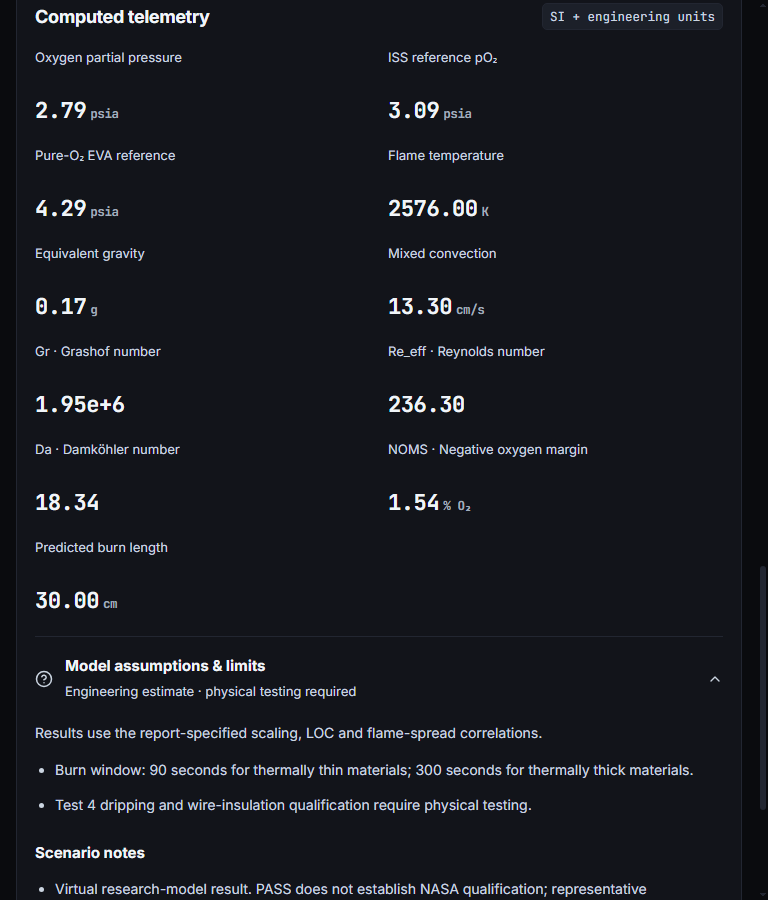 Computed telemetry
SI + engineering units
Oxygen partial pressure
ISS reference pO₂
2.79 psia
3.09 psia
Pure-O₂ EVA reference
Flame temperature
4.29 psia
2576.00 K
Equivalent gravity
Mixed convection
0.17 g
13.30 cm/s
Gr · Grashof number
Re_eff · Reynolds number
1.95e+6
236.30
Da · Damköhler number
NOMS · Negative oxygen margin
18.34
1.54 % O₂
Predicted burn length
30.00 cm
Model assumptions & limits
Engineering estimate · physical testing required
Results use the report-specified scaling, LOC and flame-spread correlations.
• Burn window: 90 seconds for thermally thin materials; 300 seconds for thermally thick materials.
• Test 4 dripping and wire-insulation qualification require physical testing.
Scenario notes
• Virtual research-model result. PASS does not establish NASA qualification; representative